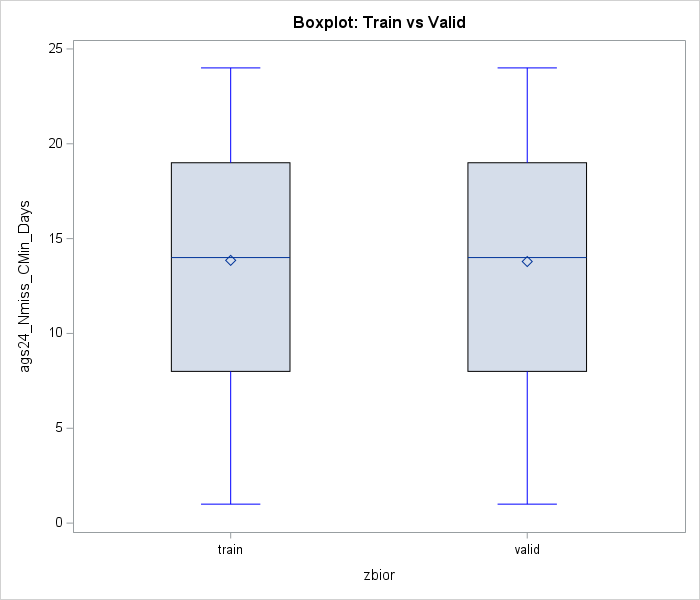 Boxplot: Train vs Valid
ags24_Nmiss_CMin_Days
25
20
15
10
5
0
train
valid
zbior